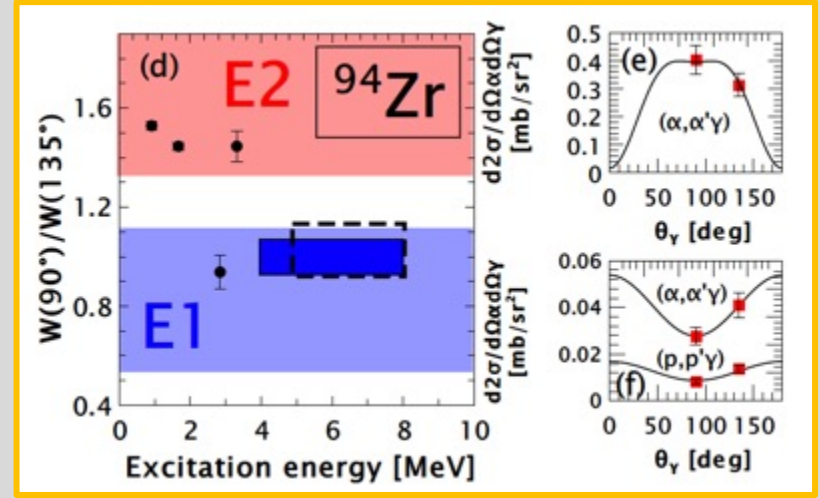 (d)
E2
94Zr
E1
W(90°)/W(135°)
1.6
1.2
0.8
0.4
0 2 4 6 8 10
Excitation energy [MeV]
d2σ/dΩαdΩγ
[mb/sr²]
0.5
0.4
0.3
0.2
0.1
0
(e)
(α,α'γ)
0 50 100 150
θγ [deg]
d2σ/dΩαdΩγ
[mb/sr²]
0.06
0.04
0.02
0
(α,α'γ)
(p,p'γ)
(f)
0 50 100 150
θγ [deg]